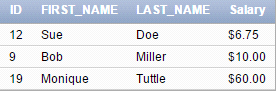 ID FIRST_NAME LAST_NAME Salary
12 Sue Doe $6.75
9 Bob Miller $10.00
19 Monique Tuttle $60.00